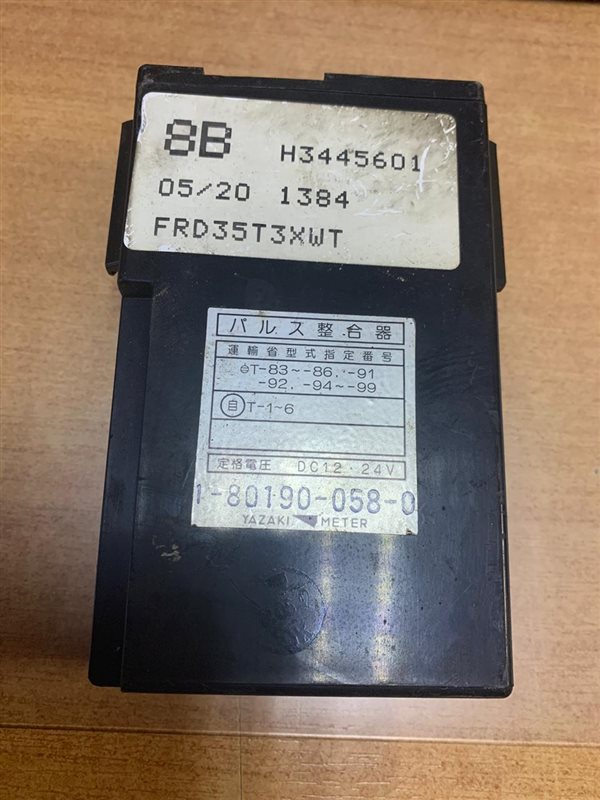 8B H3445601
05/20 1384
FRD35T3XWT
パルス整合器
運輸省型式指定番号
T-83~-86, -91
-92, -94~-99
自 T-1~6
定格電圧 DC12・24V
1-80190-058-0
YAZAKI METER